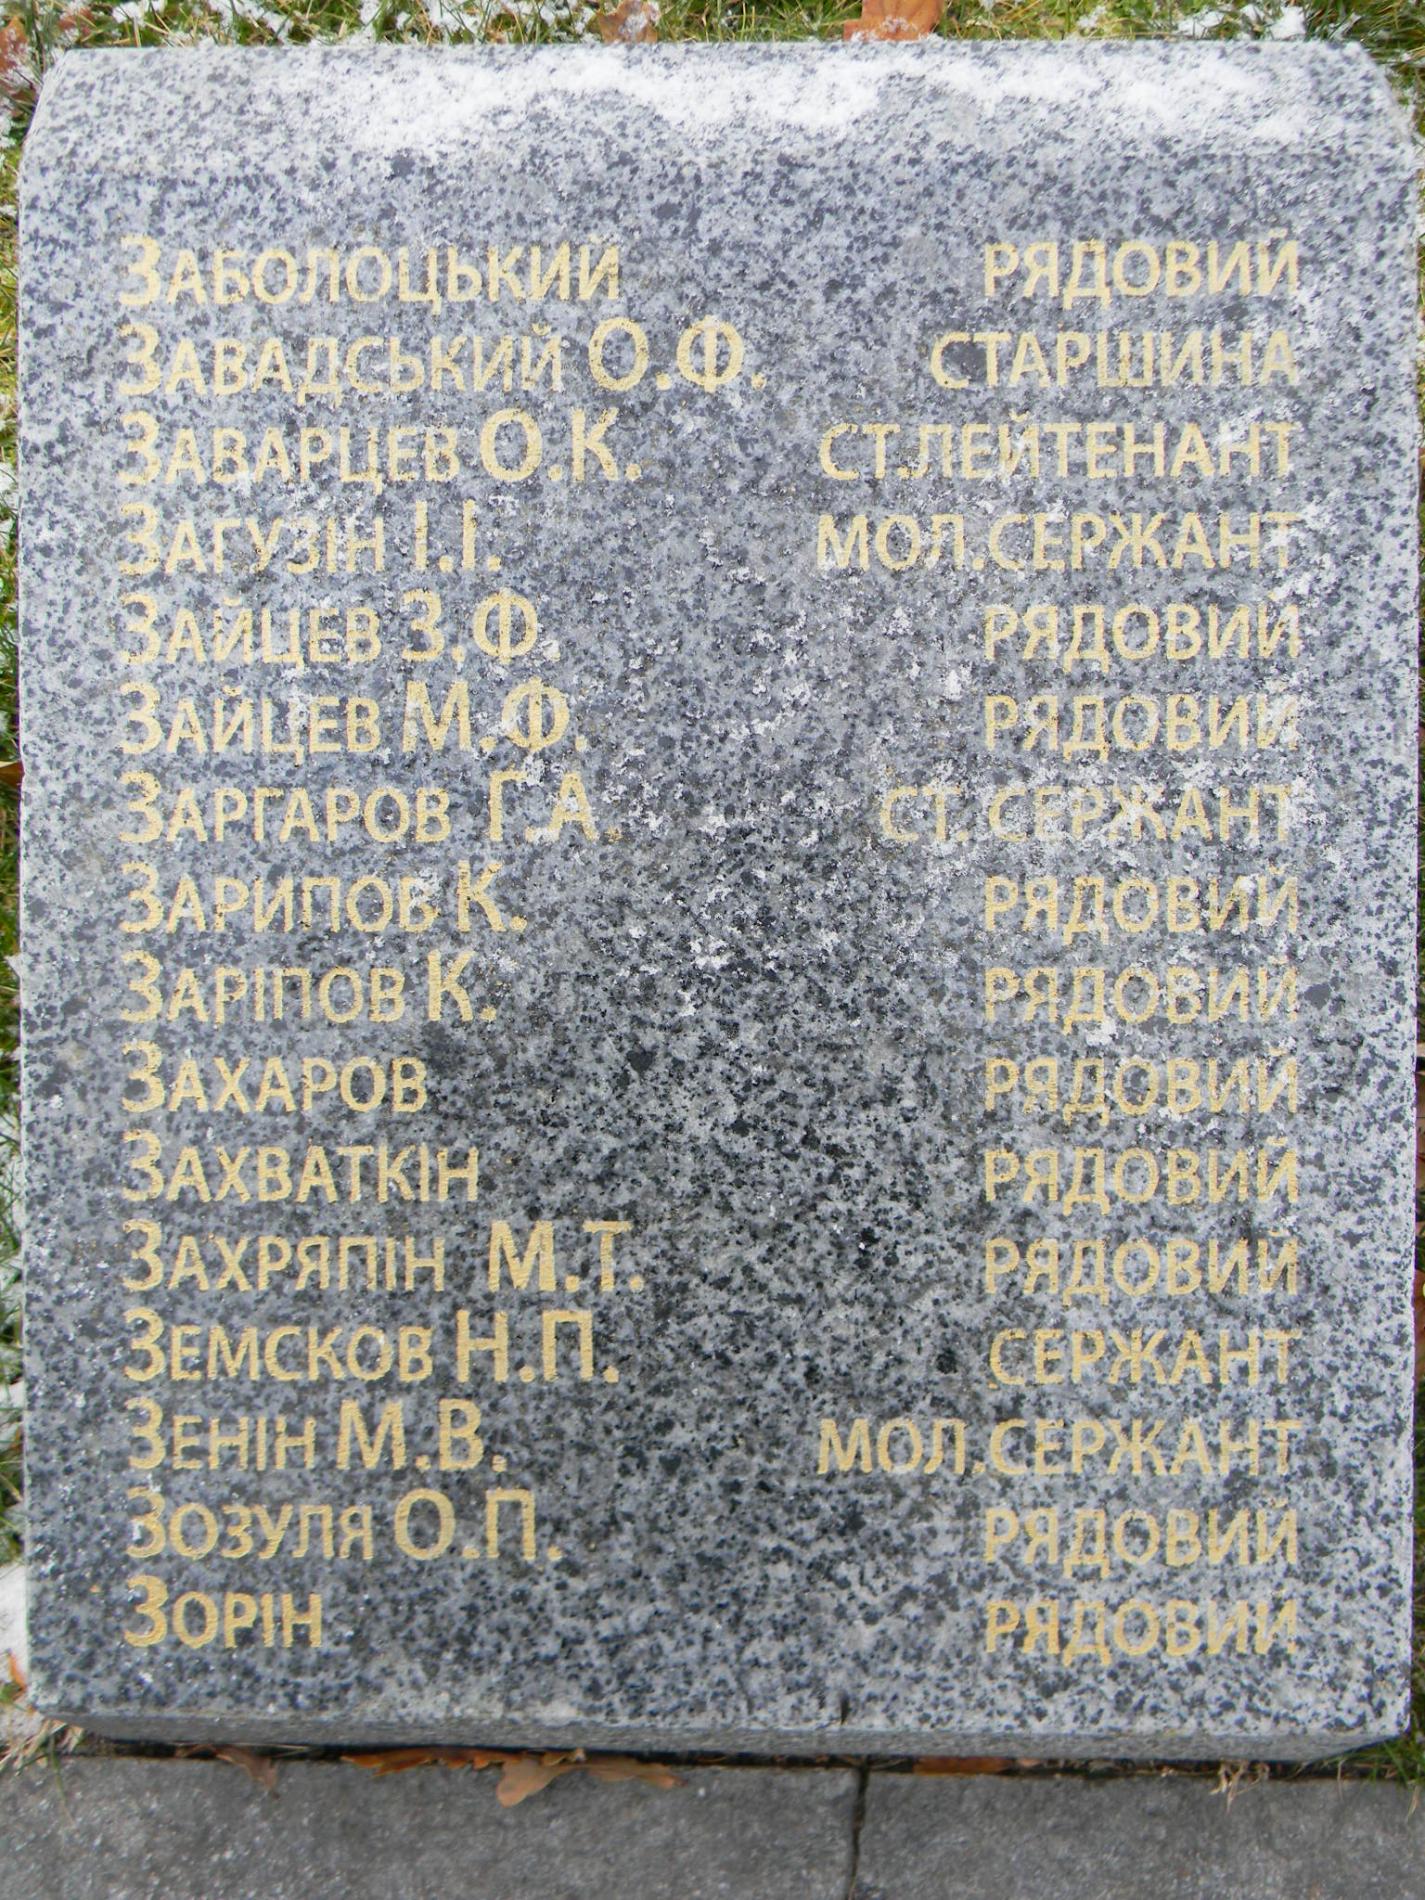 ЗАБОЛОЦЬКИЙ РЯДОВИЙ
ЗАВАДСЬКИЙ О.Ф. СТАРШИНА
ЗАВАРЦЕВ О.К. СТ.ЛЕЙТЕНАНТ
ЗАГУЗІН І.І. МОЛ.СЕРЖАНТ
ЗАЙЦЕВ З.Ф. РЯДОВИЙ
ЗАЙЦЕВ М.Ф. РЯДОВИЙ
ЗАРГАРОВ Г.А. СТ. СЕРЖАНТ
ЗАРИПОВ К. РЯДОВИЙ
ЗАРІПОВ К. РЯДОВИЙ
ЗАХАРОВ РЯДОВИЙ
ЗАХВАТКІН РЯДОВИЙ
ЗАХРЯПІН М.Т. РЯДОВИЙ
ЗЕМСКОВ Н.П. СЕРЖАНТ
ЗЕНІН М.В. МОЛ.СЕРЖАНТ
ЗОЗУЛЯ О.П. РЯДОВИЙ
ЗОРІН РЯДОВИЙ